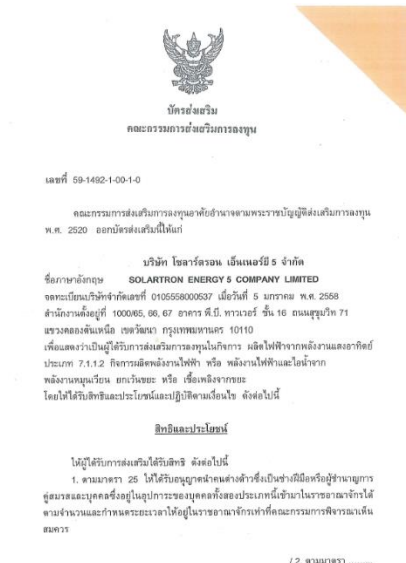 บัตรส่งเสริม
คณะกรรมการส่งเสริมการลงทุน
เลขที่ 59-1492-1-00-1-0
คณะกรรมการส่งเสริมการลงทุนอาศัยอำนาจตามพระราชบัญญัติส่งเสริมการลงทุน
พ.ศ. 2520 ออกบัตรส่งเสริมนี้ให้แก่
บริษัท โซลาร์ตรอน เอ็นเนอร์ยี่ 5 จำกัด
ชื่อภาษาอังกฤษ SOLARTRON ENERGY 5 COMPANY LIMITED
จดทะเบียนบริษัทจำกัดเลขที่ 0105558000537 เมื่อวันที่ 5 มกราคม พ.ศ. 2558
สำนักงานตั้งอยู่ที่ 1000/65, 66, 67 อาคาร พี.บี. ทาวเวอร์ ชั้น 16 ถนนสุขุมวิท 71
แขวงคลองตันเหนือ เขตวัฒนา กรุงเทพมหานคร 10110
เพื่อแสดงว่าเป็นผู้ได้รับการส่งเสริมการลงทุนในกิจการ ผลิตไฟฟ้าจากพลังงานแสงอาทิตย์
ประเภท 7.1.1.2 กิจการผลิตพลังงานไฟฟ้า หรือ พลังงานไฟฟ้าและไอน้ำจาก
พลังงานหมุนเวียน ยกเว้นขยะ หรือ เชื้อเพลิงจากขยะ
โดยให้ได้รับสิทธิและประโยชน์และปฏิบัติตามเงื่อนไข ดังต่อไปนี้
สิทธิและประโยชน์
ให้ผู้ได้รับการส่งเสริมได้รับสิทธิ ดังต่อไปนี้
1. ตามมาตรา 25 ให้ได้รับอนุญาตนำคนต่างด้าวซึ่งเป็นช่างฝีมือหรือผู้ชำนาญการ
คู่สมรสและบุคคลซึ่งอยู่ในอุปการะของบุคคลทั้งสองประเภทนี้เข้ามาในราชอาณาจักรได้
ตามจำนวนและกำหนดระยะเวลาให้อยู่ในราชอาณาจักรเท่าที่คณะกรรมการพิจารณาเห็น
สมควร
/ 2. ตามมาตรา ........